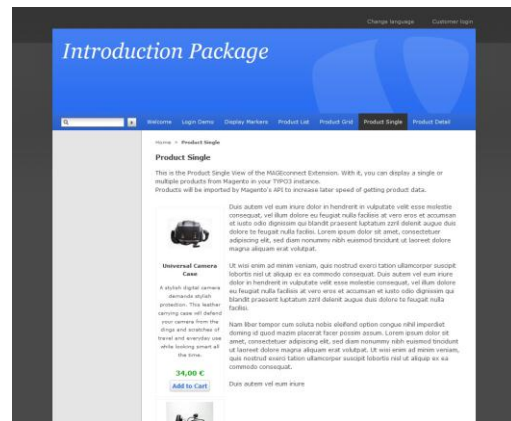 Change language Customer login
Introduction Package
Welcome Login Demo Display Markers Product List Product Grid Product Single Product Detail
Home > Product Single
Product Single
This is the Product Single View of the MAGEconnect Extension. With it, you can display a single or
multiple products from Magento in your TYPO3 instance.
Products will be imported by Magento's API to increase later speed of getting product data.
Duis autem vel eum iriure dolor in hendrerit in vulputate velit esse molestie
consequat, vel illum dolore eu feugiat nulla facilisis at vero eros et accumsan
et iusto odio dignissim qui blandit praesent luptatum zzril delenit augue duis
dolore te feugait nulla facilisi. Lorem ipsum dolor sit amet, consectetuer
adipiscing elit, sed diam nonummy nibh euismod tincidunt ut laoreet dolore
magna aliquam erat volutpat.
Universal Camera
Case
A stylish digital camera
demands stylish
protection. This leather
carrying case will defend
your camera from the
dings and scratches of
travel and everyday use
while looking smart all
the time.
34,00 €
Add to Cart
Ut wisi enim ad minim veniam, quis nostrud exerci tation ullamcorper suscipit
lobortis nisl ut aliquip ex ea commodo consequat. Duis autem vel eum iriure
dolor in hendrerit in vulputate velit esse molestie consequat, vel illum dolore
eu feugiat nulla facilisis at vero eros et accumsan et iusto odio dignissim qui
blandit praesent luptatum zzril delenit augue duis dolore te feugait nulla
facilisi.
Nam liber tempor cum soluta nobis eleifend option congue nihil imperdiet
doming id quod mazim placerat facer possim assum. Lorem ipsum dolor sit
amet, consectetuer adipiscing elit, sed diam nonummy nibh euismod tincidunt
ut laoreet dolore magna aliquam erat volutpat. Ut wisi enim ad minim veniam,
quis nostrud exerci tation ullamcorper suscipit lobortis nisl ut aliquip ex ea
commodo consequat.
Duis autem vel eum iriure